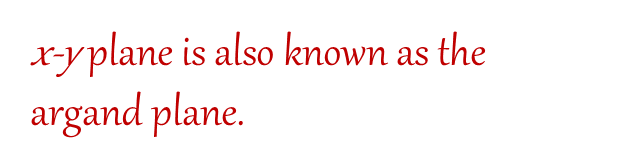 x-y plane is also known as the
argand plane.